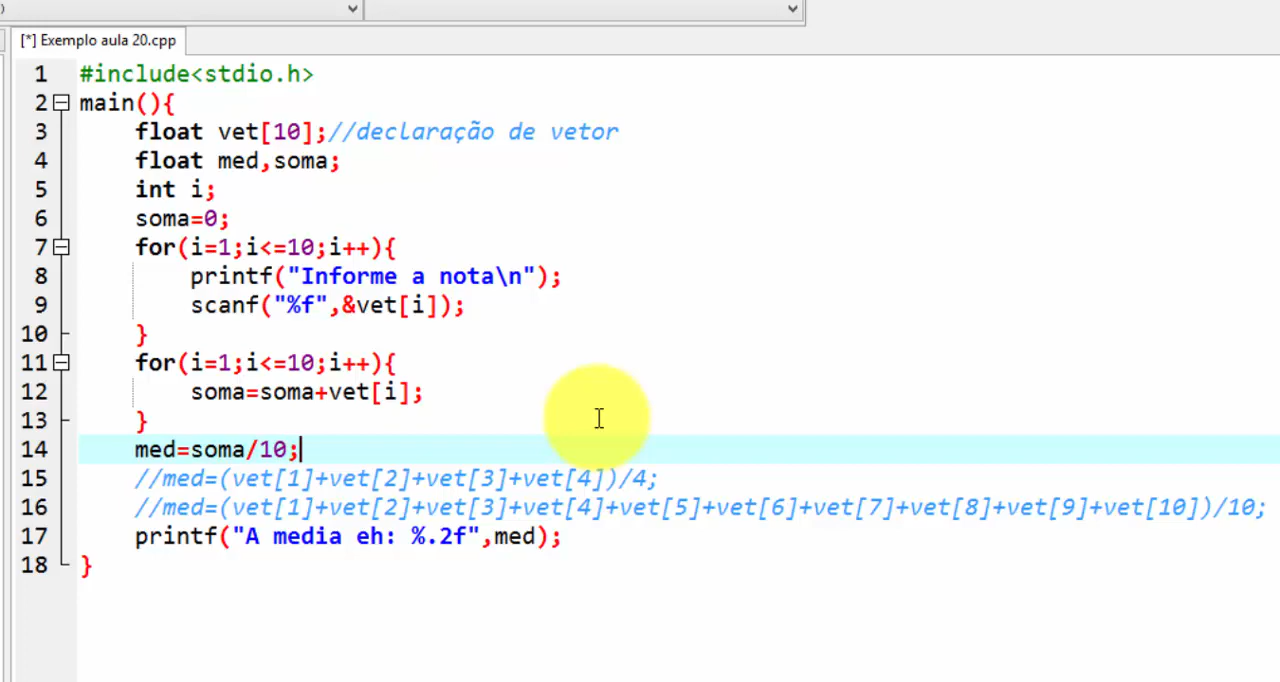 )
[*] Exemplo aula 20.cpp
1 #include<stdio.h>
2 main(){
3 float vet[10];//declaração de vetor
4 float med,soma;
5 int i;
6 soma=0;
7 for(i=1;i<=10;i++){
8 printf("Informe a nota\n");
9 scanf("%f",&vet[i]);
10 }
11 for(i=1;i<=10;i++){
12 soma=soma+vet[i];
13 }
14 med=soma/10;
15 //med=(vet[1]+vet[2]+vet[3]+vet[4])/4;
16 //med=(vet[1]+vet[2]+vet[3]+vet[4]+vet[5]+vet[6]+vet[7]+vet[8]+vet[9]+vet[10])/10;
17 printf("A media eh: %.2f",med);
18 }